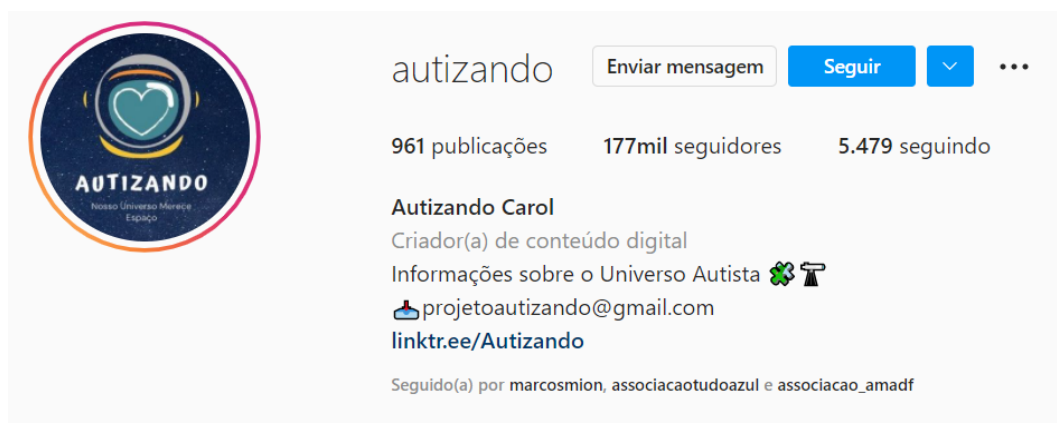 autizando Enviar mensagem Seguir
961 publicações 177mil seguidores 5.479 seguindo
AUTIZANDO
Nosso Universo Merece
Espaço
Autizando Carol
Criador(a) de conteúdo digital
Informações sobre o Universo Autista
projetoautizando@gmail.com
linktr.ee/Autizando
Seguido(a) por marcosmion, associacaotudoazul e associacao_amadf